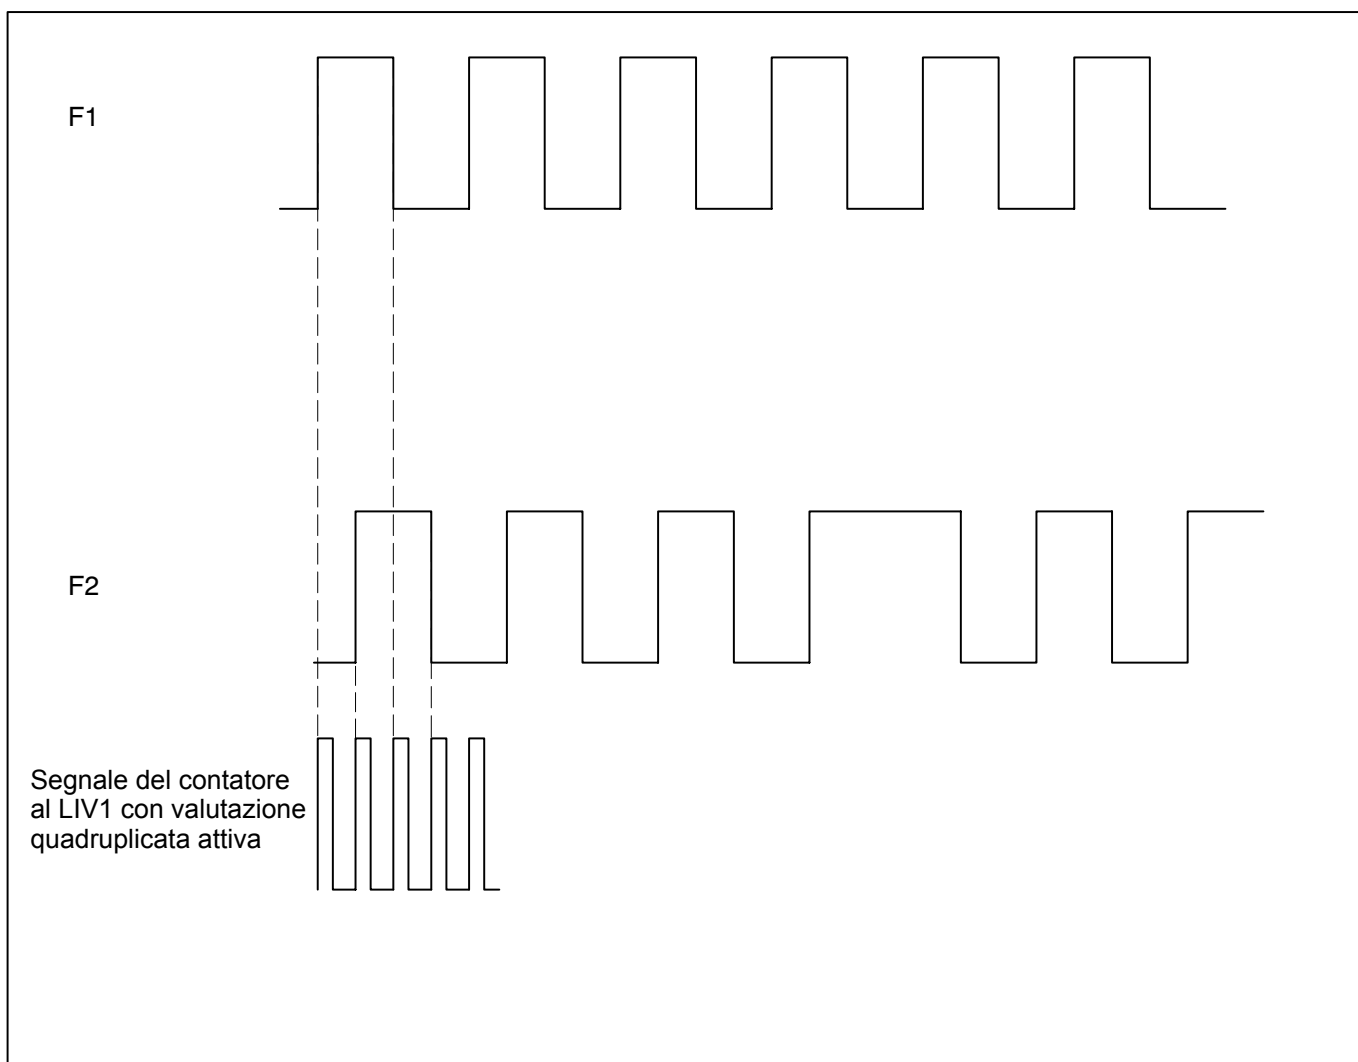 F1
F2
Segnale del contatore
al LIV1 con valutazione
quadruplicata attiva